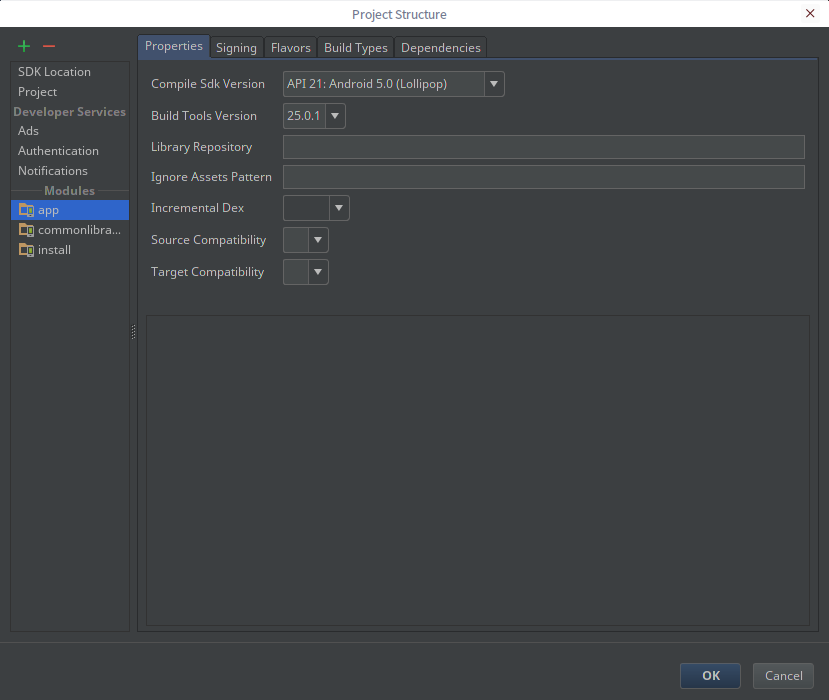 Project Structure
Properties Signing Flavors Build Types Dependencies
SDK Location
Project
Developer Services
Ads
Authentication
Notifications
Modules
app
commonlibra...
install
Compile Sdk Version API 21: Android 5.0 (Lollipop)
Build Tools Version 25.0.1
Library Repository
Ignore Assets Pattern
Incremental Dex
Source Compatibility
Target Compatibility
OK Cancel